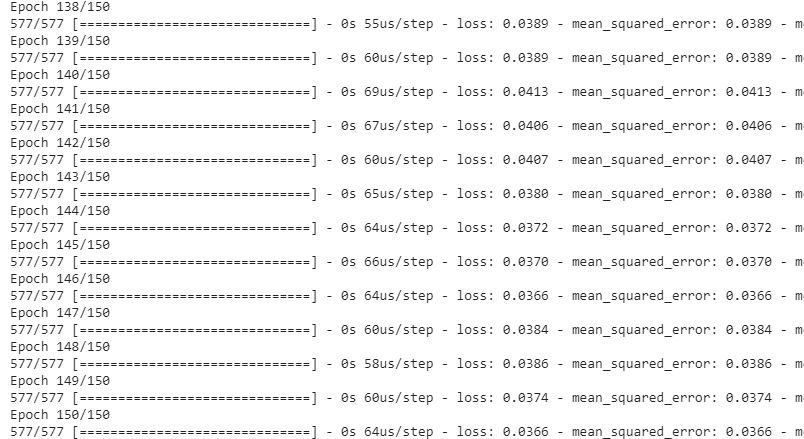 Epoch 138/150
577/577 [==============================] - 0s 55us/step - loss: 0.0389 - mean_squared_error: 0.0389 - m
Epoch 139/150
577/577 [==============================] - 0s 60us/step - loss: 0.0389 - mean_squared_error: 0.0389 - m
Epoch 140/150
577/577 [==============================] - 0s 69us/step - loss: 0.0413 - mean_squared_error: 0.0413 - m
Epoch 141/150
577/577 [==============================] - 0s 67us/step - loss: 0.0406 - mean_squared_error: 0.0406 - m
Epoch 142/150
577/577 [==============================] - 0s 60us/step - loss: 0.0407 - mean_squared_error: 0.0407 - m
Epoch 143/150
577/577 [==============================] - 0s 65us/step - loss: 0.0380 - mean_squared_error: 0.0380 - m
Epoch 144/150
577/577 [==============================] - 0s 64us/step - loss: 0.0372 - mean_squared_error: 0.0372 - m
Epoch 145/150
577/577 [==============================] - 0s 66us/step - loss: 0.0370 - mean_squared_error: 0.0370 - m
Epoch 146/150
577/577 [==============================] - 0s 64us/step - loss: 0.0366 - mean_squared_error: 0.0366 - m
Epoch 147/150
577/577 [==============================] - 0s 60us/step - loss: 0.0384 - mean_squared_error: 0.0384 - m
Epoch 148/150
577/577 [==============================] - 0s 58us/step - loss: 0.0386 - mean_squared_error: 0.0386 - m
Epoch 149/150
577/577 [==============================] - 0s 60us/step - loss: 0.0374 - mean_squared_error: 0.0374 - m
Epoch 150/150
577/577 [==============================] - 0s 64us/step - loss: 0.0366 - mean_squared_error: 0.0366 - m